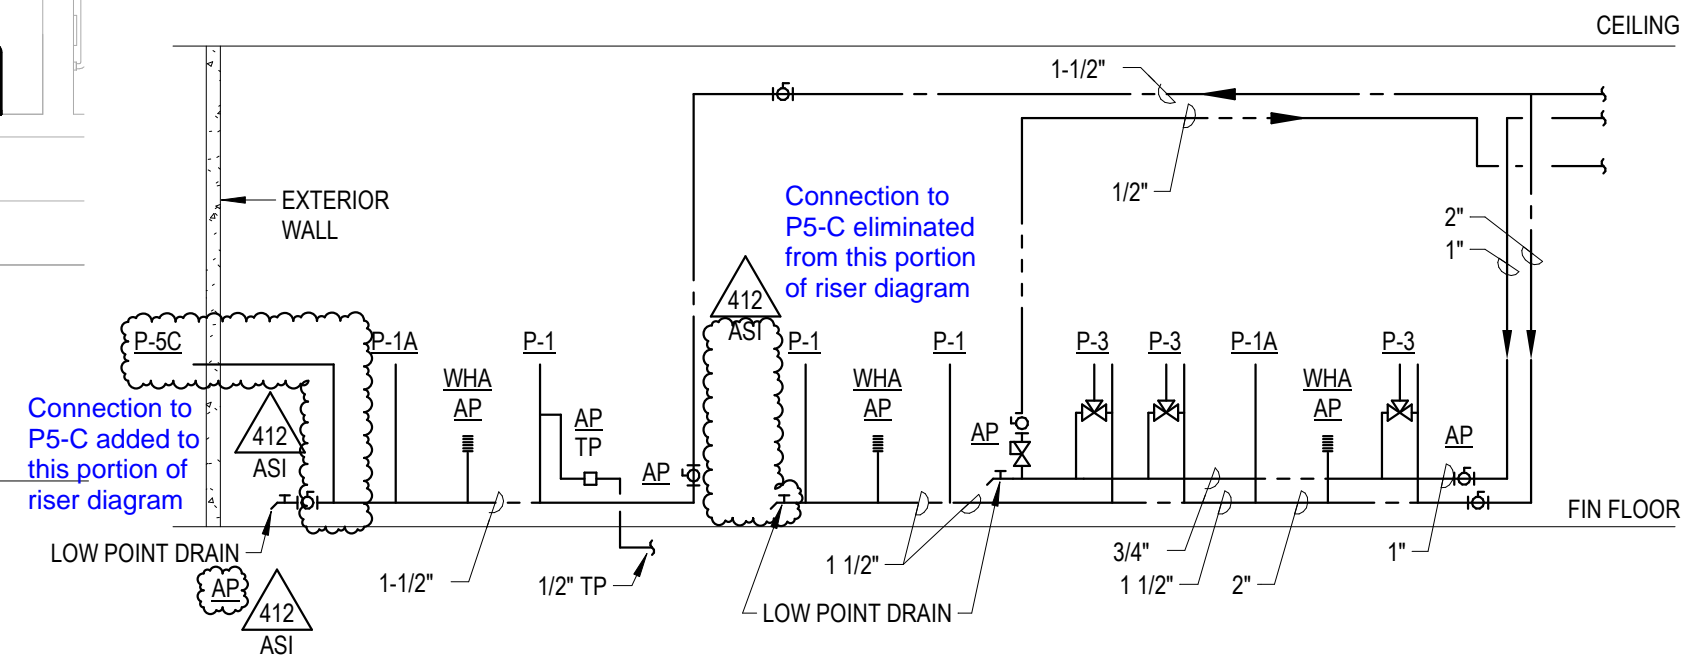 CEILING
1-1/2"
1/2"
EXTERIOR
WALL
Connection to
P5-C eliminated
from this portion
of riser diagram
2"
1"
412
ASI
P-5C
P-1A
P-1
P-1
P-1
P-3
P-3
P-1A
P-3
WHA
AP
WHA
AP
WHA
AP
Connection to
P5-C added to
this portion of
riser diagram
412
ASI
AP
TP
AP
AP
AP
FIN FLOOR
LOW POINT DRAIN
AP
412
ASI
1-1/2"
1/2" TP
1 1/2"
LOW POINT DRAIN
3/4"
1 1/2"
2"
1"